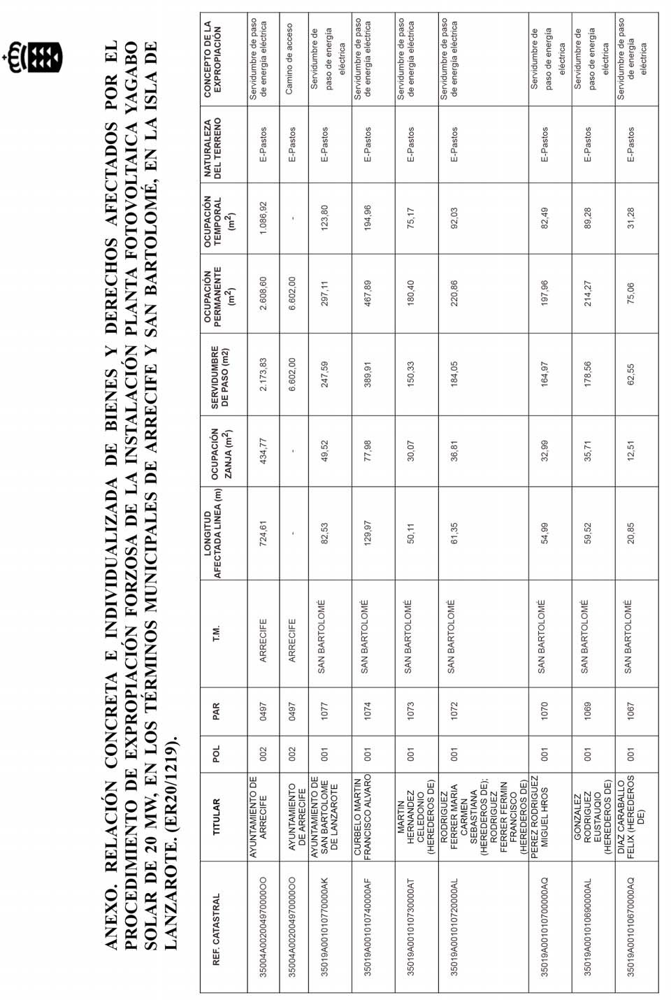 ANEXO. RELACIÓN CONCRETA E INDIVIDUALIZADA DE BIENES Y DERECHOS AFECTADOS POR EL
PROCEDIMIENTO DE EXPROPIACIÓN FORZOSA DE LA INSTALACIÓN PLANTA FOTOVOLTAICA YAGABO
SOLAR DE 20 MW, EN LOS TÉRMINOS MUNICIPALES DE ARRECIFE Y SAN BARTOLOMÉ, EN LA ISLA DE
LANZAROTE. (ER20/1219).
REF. CATASTRAL
TITULAR
POL
PAR
T.M.
LONGITUD
AFECTADA LINEA (m)
OCUPACIÓN
ZANJA (m²)
SERVIDUMBRE
DE PASO (m2)
OCUPACIÓN
PERMANENTE
(m²)
OCUPACIÓN
TEMPORAL
(m²)
NATURALEZA
DEL TERRENO
CONCEPTO DE LA
EXPROPIACIÓN
35004A002004970000OO
AYUNTAMIENTO DE
ARRECIFE
002
0497
ARRECIFE
724,61
434,77
2.173,83
2.608,60
1.086,92
E-Pastos
Servidumbre de paso
de energía eléctrica
35004A002004970000OO
AYUNTAMIENTO
DE ARRECIFE
002
0497
ARRECIFE
-
-
6.602,00
6.602,00
-
E-Pastos
Camino de acceso
35019A001010770000AK
AYUNTAMIENTO DE
SAN BARTOLOME
DE LANZAROTE
001
1077
SAN BARTOLOMÉ
82,53
49,52
247,59
297,11
123,80
E-Pastos
Servidumbre de
paso de energía
eléctrica
35019A001010740000AF
CURBELO MARTIN
FRANCISCO ALVARO
001
1074
SAN BARTOLOMÉ
129,97
77,98
389,91
467,89
194,96
E-Pastos
Servidumbre de paso
de energía eléctrica
35019A001010730000AT
MARTIN
HERNANDEZ
CELEDONIO
(HEREDEROS DE)
001
1073
SAN BARTOLOMÉ
50,11
30,07
150,33
180,40
75,17
E-Pastos
Servidumbre de paso
de energía eléctrica
35019A001010720000AL
RODRIGUEZ
FERRER MARIA
CARMEN
SEBASTIANA
(HEREDEROS DE);
RODRIGUEZ
FERRER FERMIN
FRANCISCO
(HEREDEROS DE)
001
1072
SAN BARTOLOMÉ
61,35
36,81
184,05
220,86
92,03
E-Pastos
Servidumbre de paso
de energía eléctrica
35019A001010700000AQ
PEREZ RODRIGUEZ
MIGUEL HROS
001
1070
SAN BARTOLOMÉ
54,99
32,99
164,97
197,96
82,49
E-Pastos
Servidumbre de
paso de energía
eléctrica
35019A001010690000AL
GONZALEZ
RODRIGUEZ
EUSTAUQIO
(HEREDEROS DE)
001
1069
SAN BARTOLOMÉ
59,52
35,71
178,56
214,27
89,28
E-Pastos
Servidumbre de
paso de energía
eléctrica
35019A001010670000AQ
DIAZ CARABALLO
FELIX (HEREDEROS
DE)
001
1067
SAN BARTOLOMÉ
20,85
12,51
62,55
75,06
31,28
E-Pastos
Servidumbre de paso
de energía
eléctrica